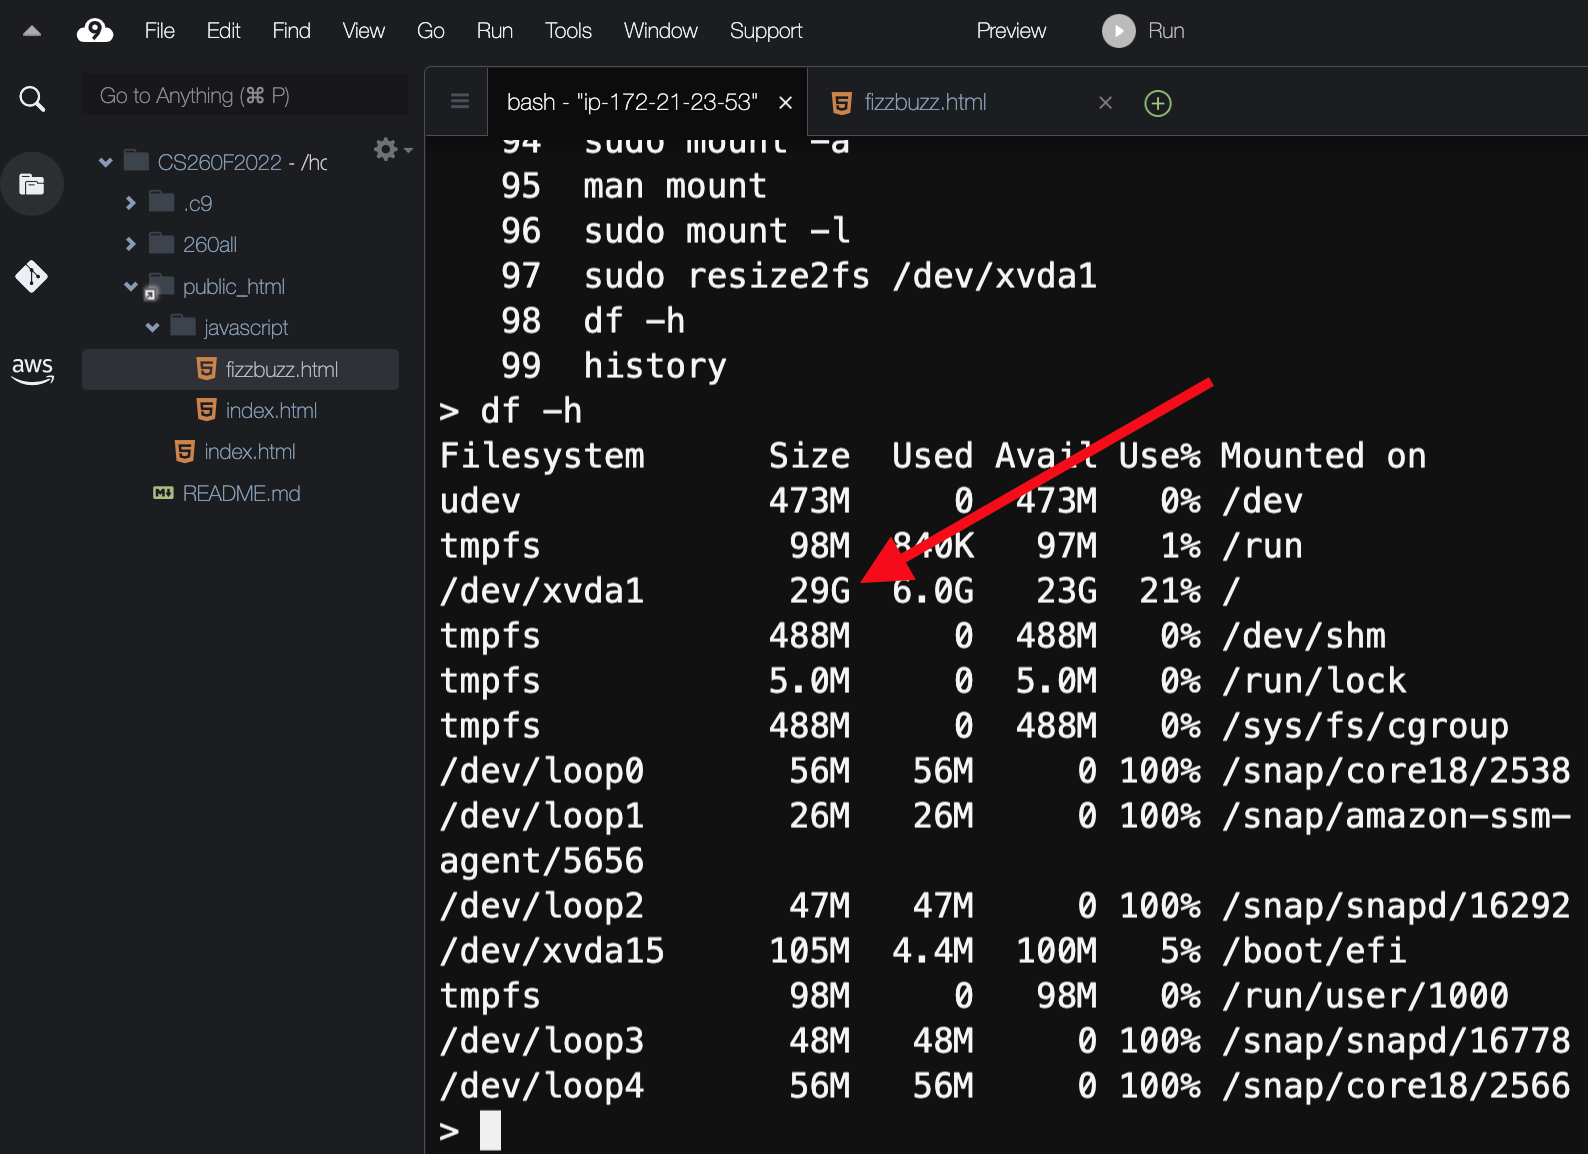 9 File Edit Find View Go Run Tools Window Support Preview Run
Go to Anything (⌘ P)
CS260F2022 - /hc
.c9
260all
public_html
javascript
fizzbuzz.html
index.html
index.html
README.md
aws
bash - "ip-172-21-23-53" × fizzbuzz.html ×
94 sudo mount -a
95 man mount
96 sudo mount -l
97 sudo resize2fs /dev/xvda1
98 df -h
99 history
> df -h
Filesystem Size Used Avail Use% Mounted on
udev 473M 0 473M 0% /dev
tmpfs 98M 840K 97M 1% /run
/dev/xvda1 29G 6.0G 23G 21% /
tmpfs 488M 0 488M 0% /dev/shm
tmpfs 5.0M 0 5.0M 0% /run/lock
tmpfs 488M 0 488M 0% /sys/fs/cgroup
/dev/loop0 56M 56M 0 100% /snap/core18/2538
/dev/loop1 26M 26M 0 100% /snap/amazon-ssm-
agent/5656
/dev/loop2 47M 47M 0 100% /snap/snapd/16292
/dev/xvda15 105M 4.4M 100M 5% /boot/efi
tmpfs 98M 0 98M 0% /run/user/1000
/dev/loop3 48M 48M 0 100% /snap/snapd/16778
/dev/loop4 56M 56M 0 100% /snap/core18/2566
>